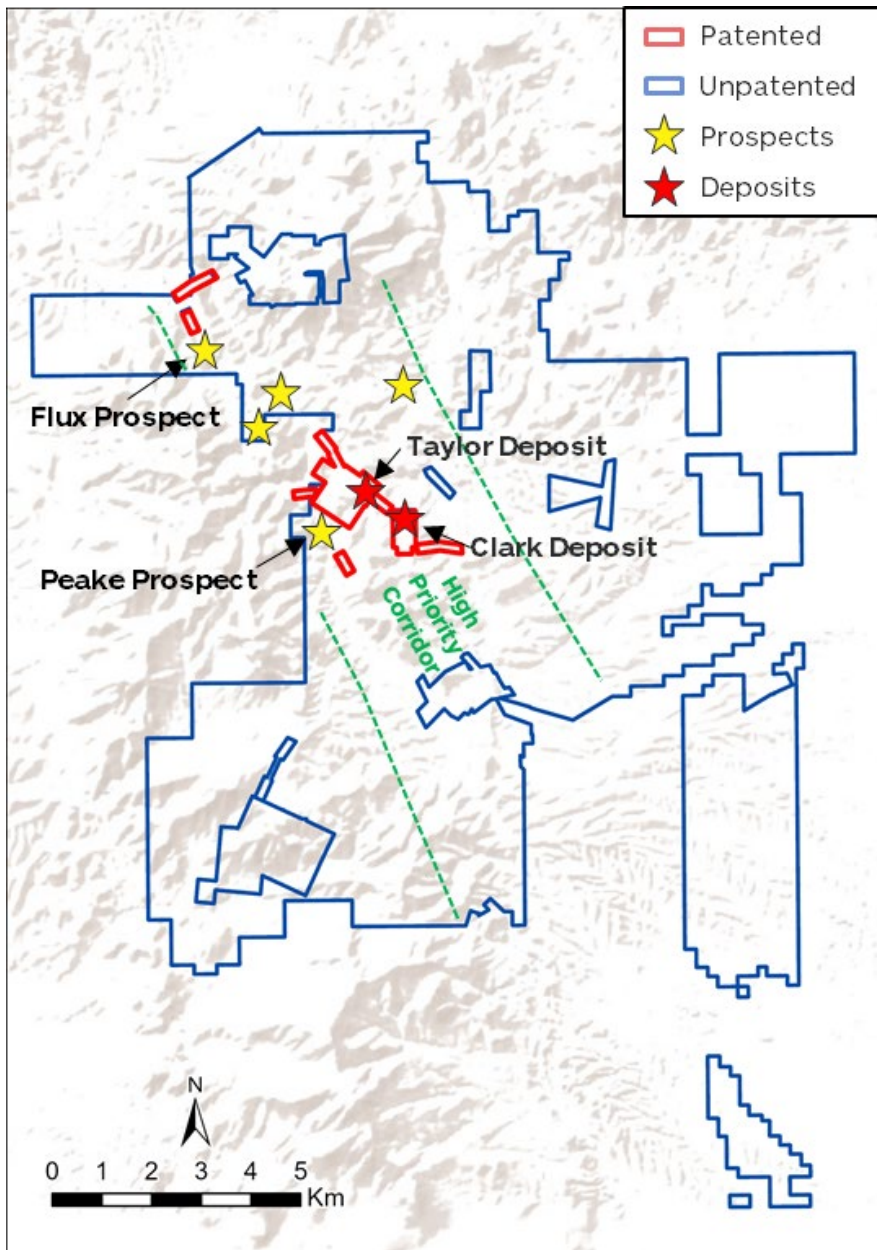 Patented
Unpatented
Prospects
Deposits
Flux Prospect
Taylor Deposit
Clark Deposit
Peake Prospect
High
Priority
Corridor
N
0 1 2 3 4 5
Km